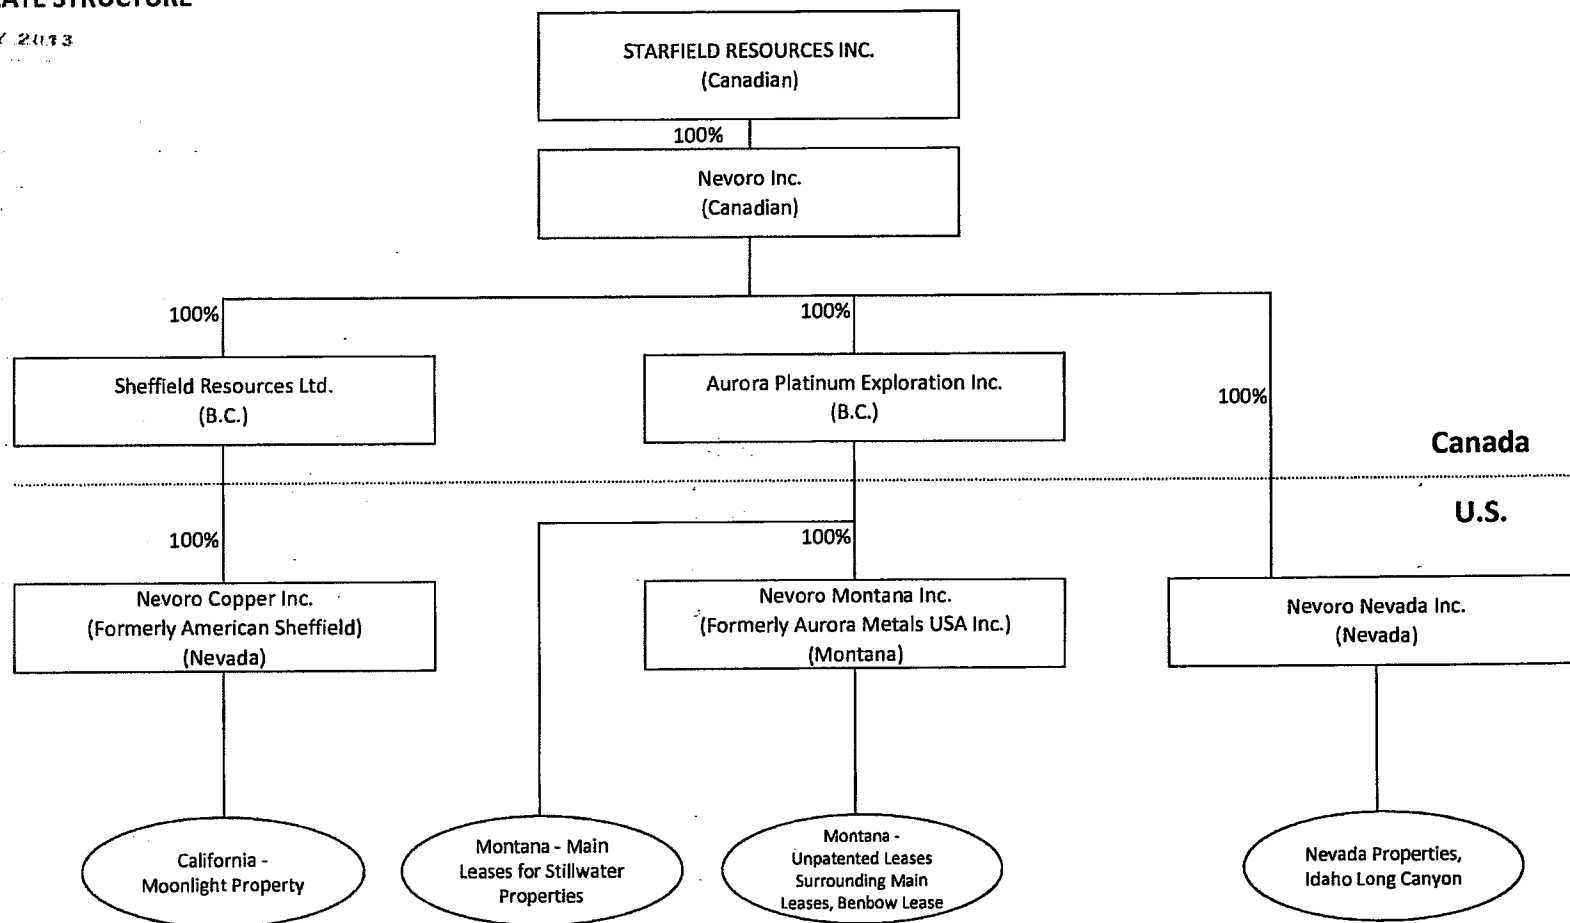 STRUCTURE
2013
STARFIELD RESOURCES INC.
(Canadian)
100%
Nevoro Inc.
(Canadian)
100%
100%
100%
Sheffield Resources Ltd.
(B.C.)
Aurora Platinum Exploration Inc.
(B.C.)
Canada
U.S.
100%
100%
Nevoro Copper Inc.
(Formerly American Sheffield)
(Nevada)
Nevoro Montana Inc.
(Formerly Aurora Metals USA Inc.)
(Montana)
Nevoro Nevada Inc.
(Nevada)
California -
Moonlight Property
Montana - Main
Leases for Stillwater
Properties
Montana -
Unpatented Leases
Surrounding Main
Leases, Benbow Lease
Nevada Properties,
Idaho Long Canyon